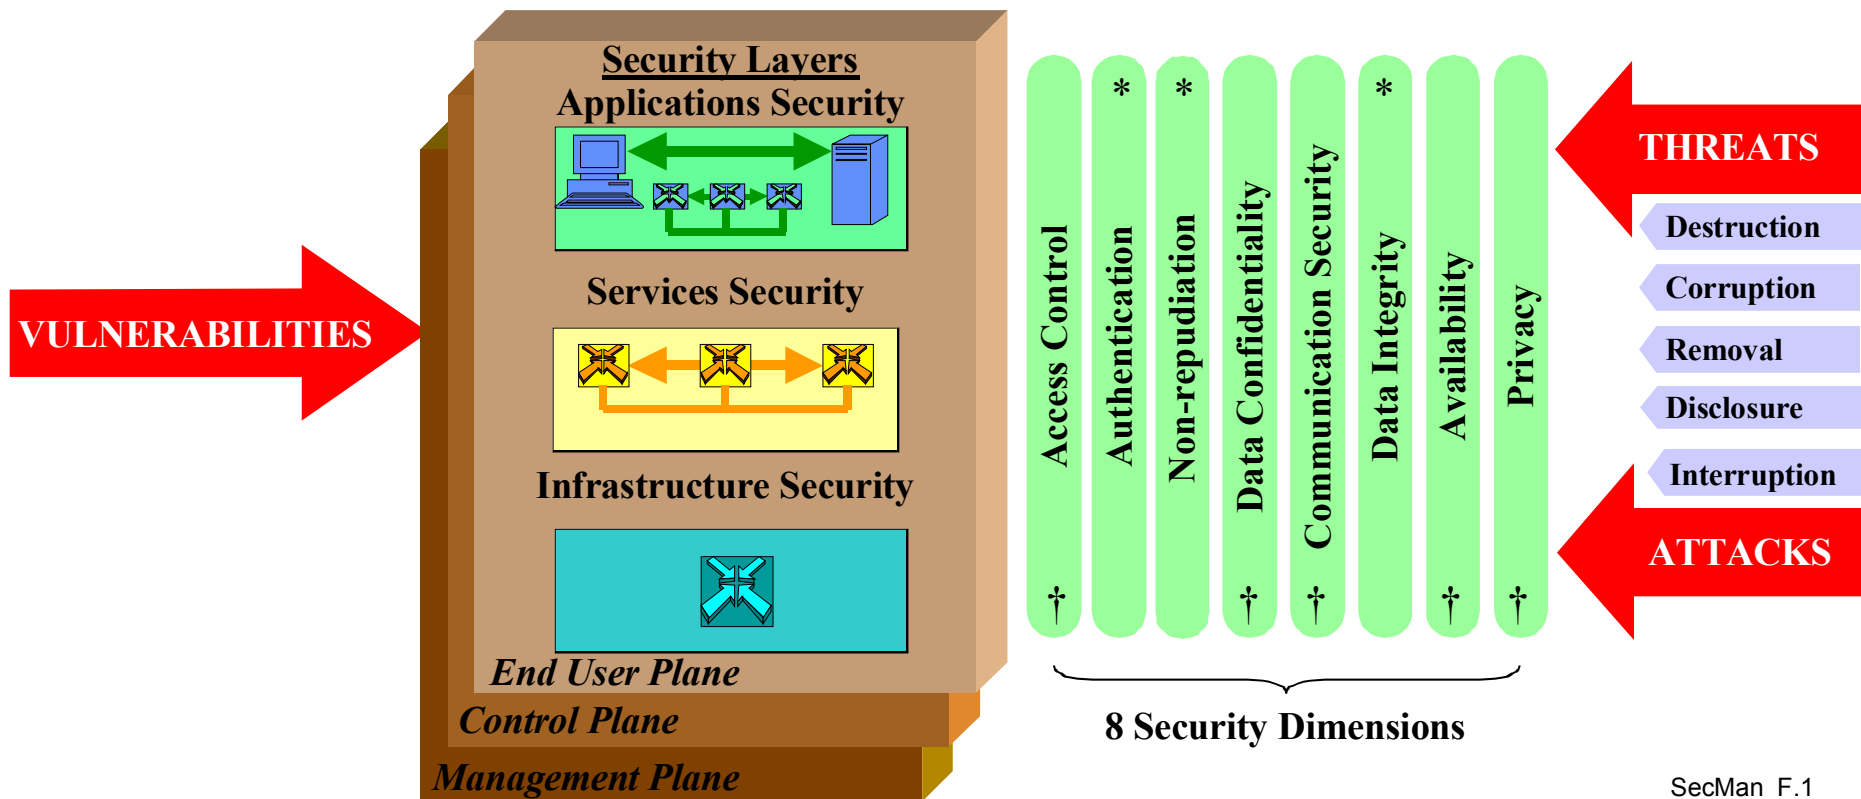 Security Layers
Applications Security
Services Security
Infrastructure Security
End User Plane
Control Plane
Management Plane
VULNERABILITIES
* * *
Access Control
Authentication
Non-repudiation
Data Confidentiality
Communication Security
Data Integrity
Availability
Privacy
† † † † †
8 Security Dimensions
THREATS
Destruction
Corruption
Removal
Disclosure
Interruption
ATTACKS
SecMan_F.1